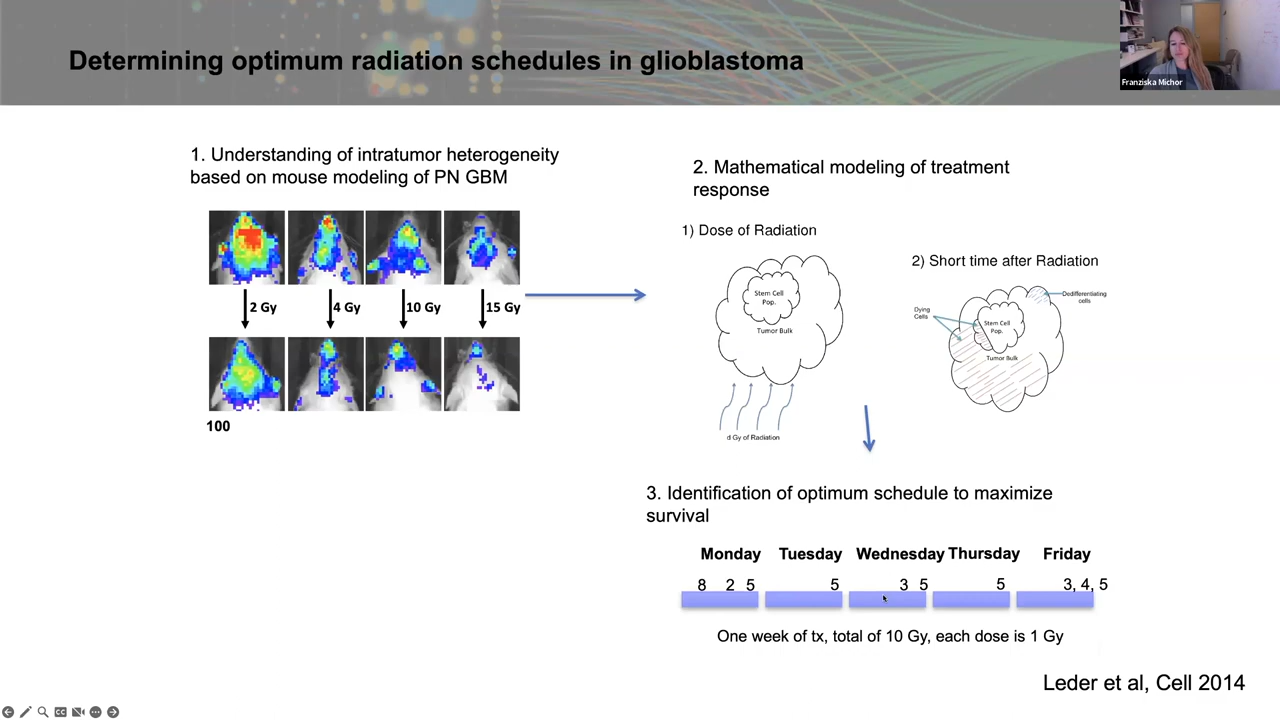 Determining optimum radiation schedules in glioblastoma
Franziska Michor
1. Understanding of intratumor heterogeneity
based on mouse modeling of PN GBM
2 Gy
4 Gy
10 Gy
15 Gy
100
2. Mathematical modeling of treatment
response
1) Dose of Radiation
Stem Cell
Pop.
Tumor Bulk
d Gy of Radiation
2) Short time after Radiation
Dedifferentiating
cells
Dying
Cells
Stem Cell
Pop.
Tumor Bulk
3. Identification of optimum schedule to maximize
survival
Monday Tuesday Wednesday Thursday Friday
8 2 5 5 3 5 5 3, 4, 5
One week of tx, total of 10 Gy, each dose is 1 Gy
Leder et al, Cell 2014
CC